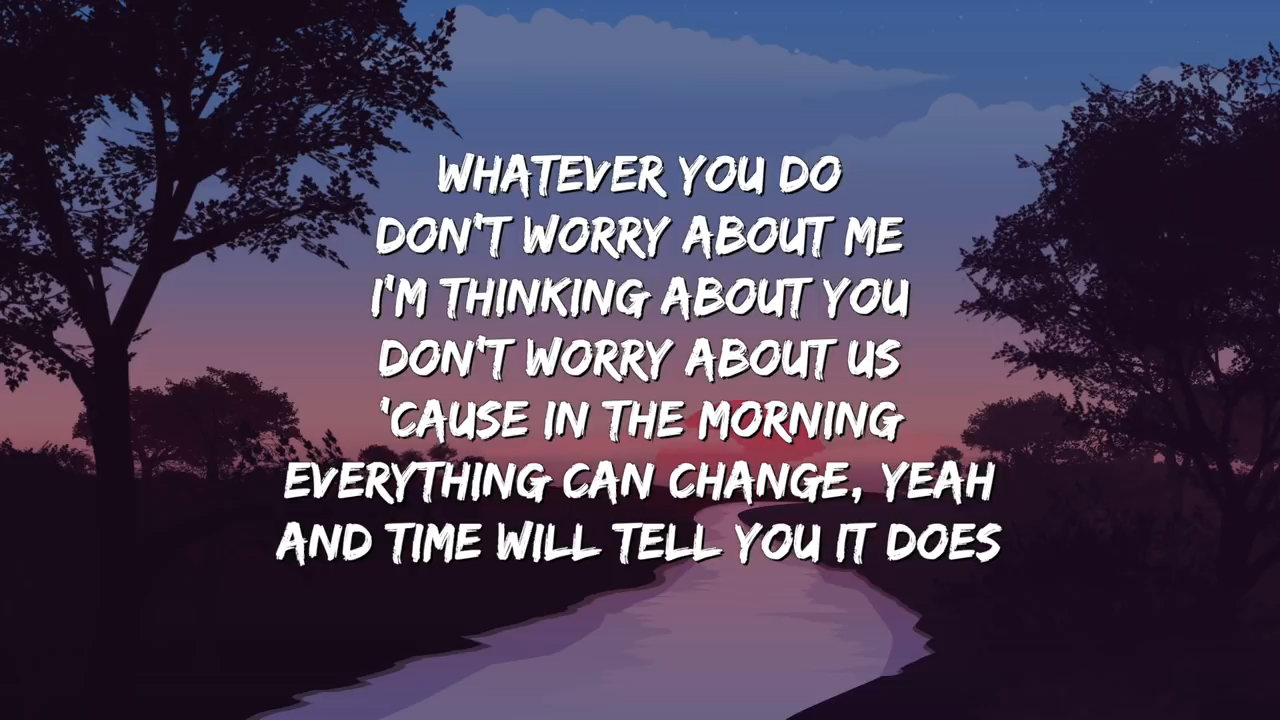 WHATEVER YOU DO
DON'T WORRY ABOUT ME
I'M THINKING ABOUT YOU
DON'T WORRY ABOUT US
'CAUSE IN THE MORNING
EVERYTHING CAN CHANGE, YEAH
AND TIME WILL TELL YOU IT DOES